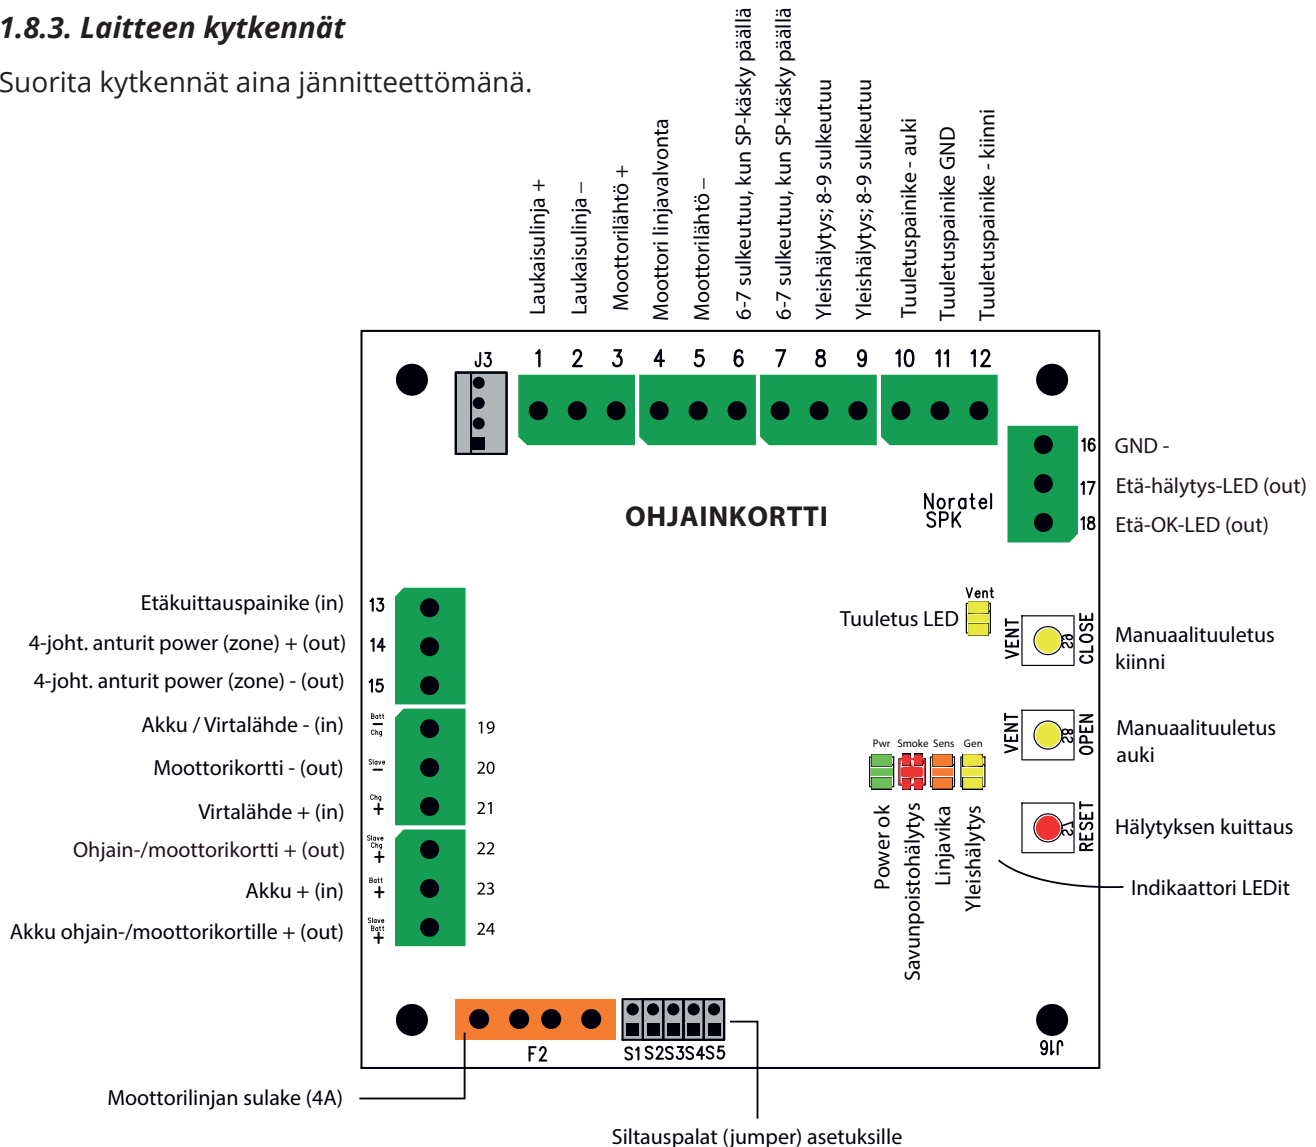 1.8.3. Laitteen kytkennät
Suorita kytkennät aina jännitteettömänä.
Laukaisulinja +
Laukaisulinja –
Moottorilähtö +
Moottori linjavalvonta
Moottorilähtö –
6-7 sulkeutuu, kun SP-käsky päällä
6-7 sulkeutuu, kun SP-käsky päällä
Yleishälytys; 8-9 sulkeutuu
Yleishälytys; 8-9 sulkeutuu
Tuuletuspainike - auki
Tuuletuspainike GND
Tuuletuspainike - kiinni
J3 1 2 3 4 5 6 7 8 9 10 11 12
16 GND -
17 Etä-hälytys-LED (out)
18 Etä-OK-LED (out)
Noratel
SPK
OHJAINKORTTI
Etäkuittauspainike (in) 13
4-joht. anturit power (zone) + (out) 14
4-joht. anturit power (zone) - (out) 15
Akku / Virtalähde - (in) Batt – Chg 19
Moottorikortti - (out) Slave – 20
Virtalähde + (in) Chg + 21
Ohjain-/moottorikortti + (out) Slave Chg + 22
Akku + (in) Batt + 23
Akku ohjain-/moottorikortille + (out) Slave Batt + 24
Vent
Tuuletus LED
VENT CLOSE S9
Manuaalituuletus
kiinni
VENT OPEN S8
Manuaalituuletus
auki
RESET S7
Hälytyksen kuittaus
Pwr Smoke Sens Gen
Power ok
Savunpoistohälytys
Linjavika
Yleishälytys
Indikaattori LEDit
F2
S1 S2 S3 S4 S5
J16
Moottorilinjan sulake (4A)
Siltauspalat (jumper) asetuksille